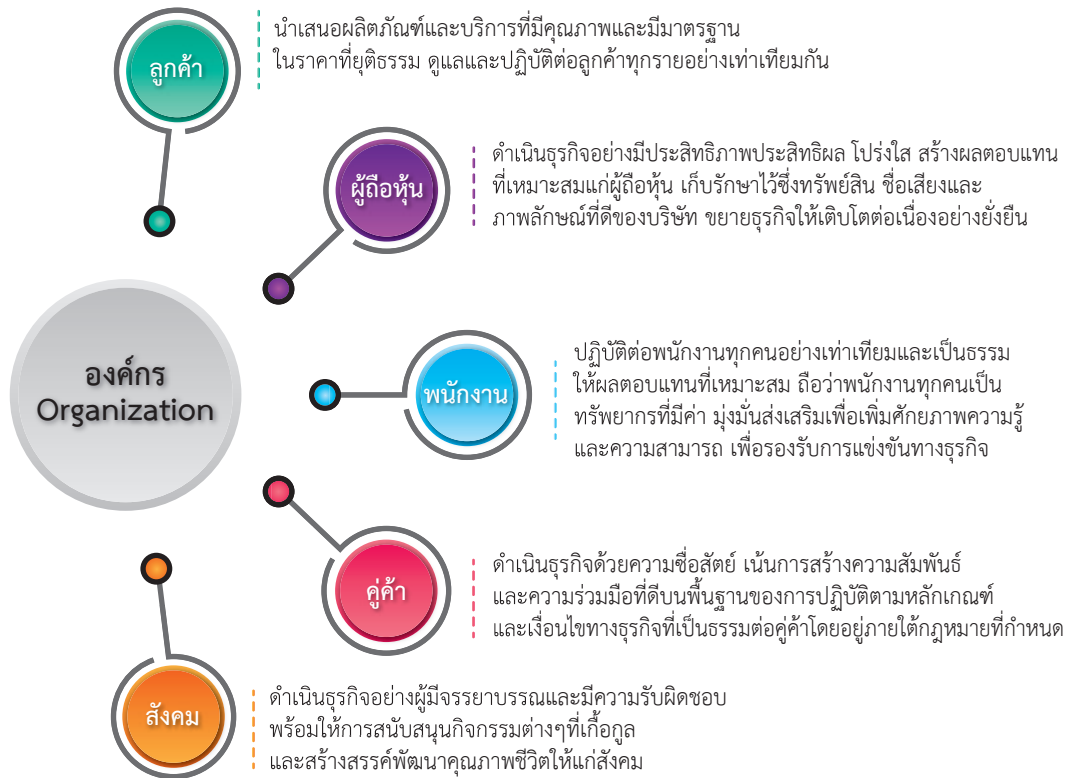 ลูกค้า
นำเสนอผลิตภัณฑ์และบริการที่มีคุณภาพและมีมาตรฐาน
ในราคาที่ยุติธรรม ดูแลและปฏิบัติต่อลูกค้าทุกรายอย่างเท่าเทียมกัน
ผู้ถือหุ้น
ดำเนินธุรกิจอย่างมีประสิทธิภาพประสิทธิผล โปร่งใส สร้างผลตอบแทน
ที่เหมาะสมแก่ผู้ถือหุ้น เก็บรักษาไว้ซึ่งทรัพย์สิน ชื่อเสียงและ
ภาพลักษณ์ที่ดีของบริษัท ขยายธุรกิจให้เติบโตต่อเนื่องอย่างยั่งยืน
องค์กร
Organization
พนักงาน
ปฏิบัติต่อพนักงานทุกคนอย่างเท่าเทียมและเป็นธรรม
ให้ผลตอบแทนที่เหมาะสม ถือว่าพนักงานทุกคนเป็น
ทรัพยากรที่มีค่า มุ่งมั่นส่งเสริมเพื่อเพิ่มศักยภาพความรู้
และความสามารถ เพื่อรองรับการแข่งขันทางธุรกิจ
คู่ค้า
ดำเนินธุรกิจด้วยความซื่อสัตย์ เน้นการสร้างความสัมพันธ์
และความร่วมมือที่ดีบนพื้นฐานของการปฏิบัติตามหลักเกณฑ์
และเงื่อนไขทางธุรกิจที่เป็นธรรมต่อคู่ค้าโดยอยู่ภายใต้กฎหมายที่กำหนด
สังคม
ดำเนินธุรกิจอย่างผู้มีจรรยาบรรณและมีความรับผิดชอบ
พร้อมให้การสนับสนุนกิจกรรมต่างๆที่เกื้อกูล
และสร้างสรรค์พัฒนาคุณภาพชีวิตให้แก่สังคม